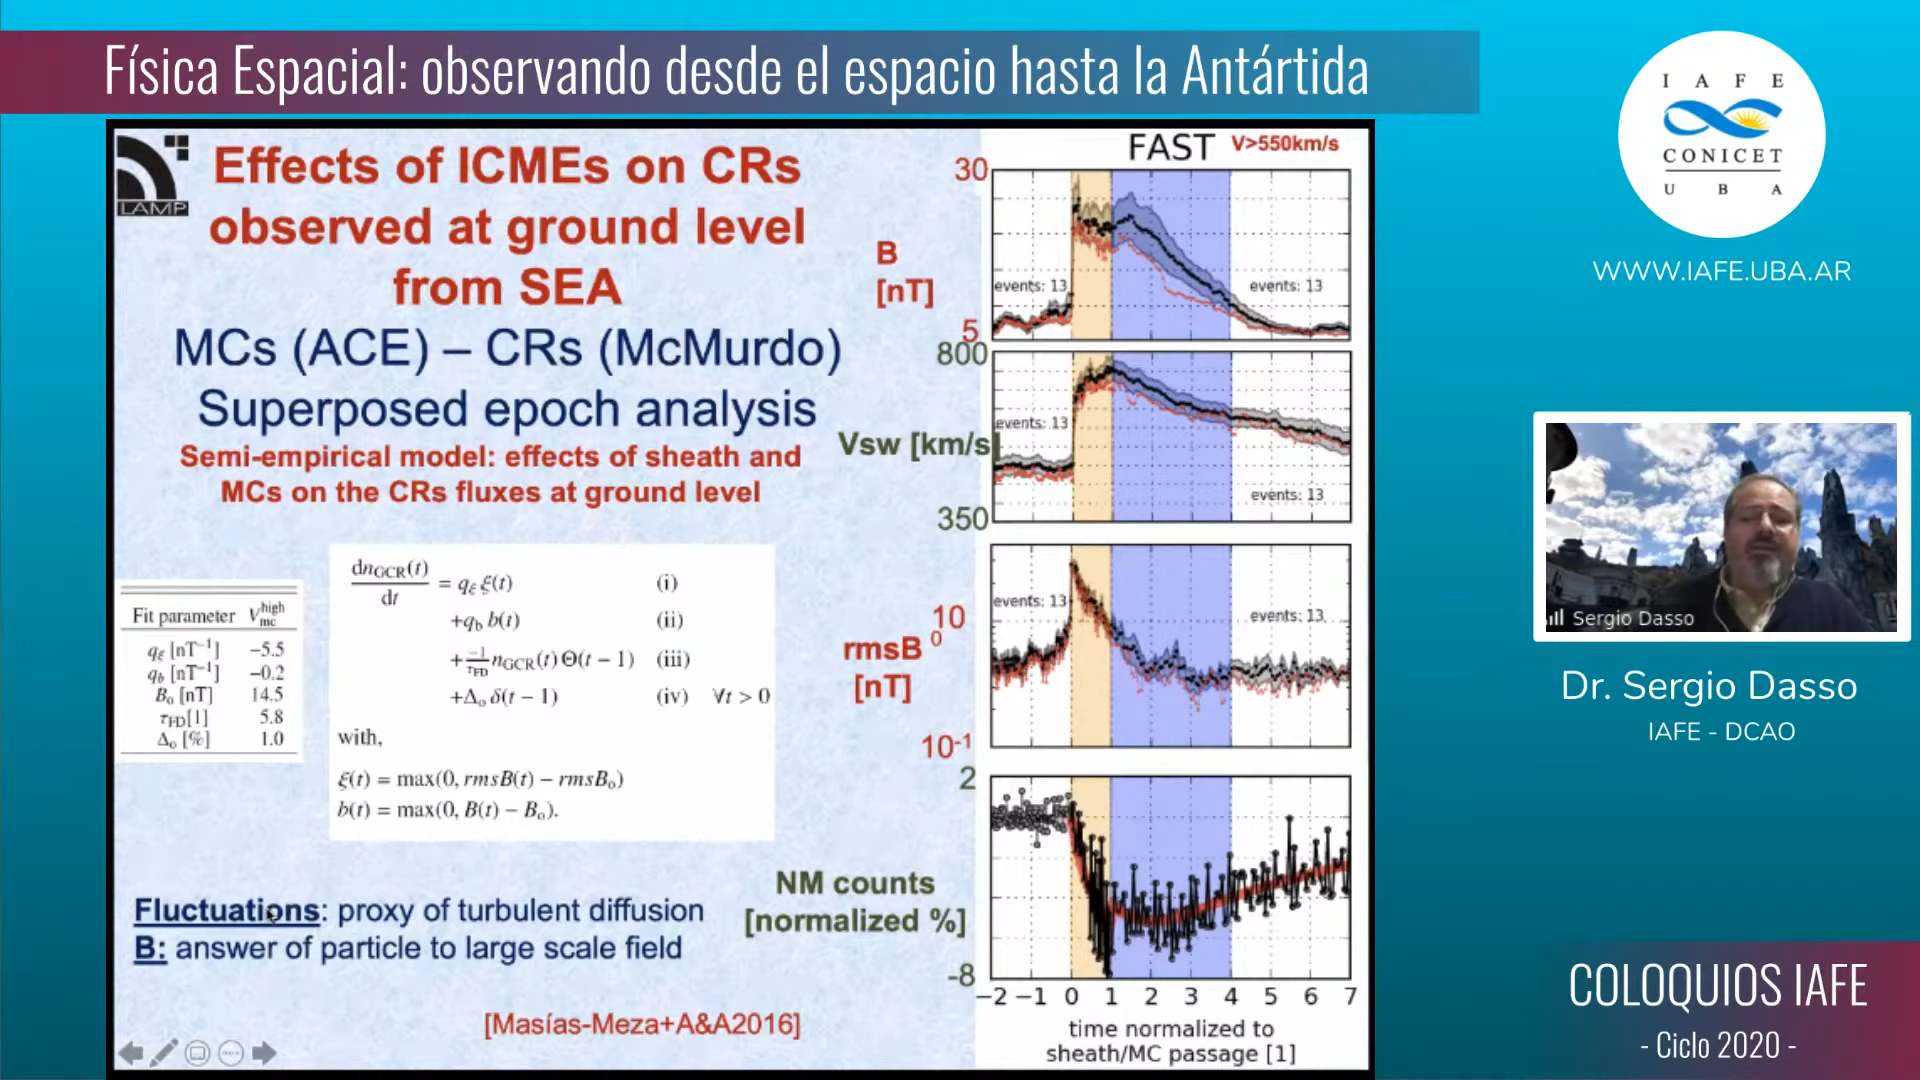 Física Espacial: observando desde el espacio hasta la Antártida
LAMP
Effects of ICMEs on CRs
observed at ground level
from SEA
MCs (ACE) – CRs (McMurdo)
Superposed epoch analysis
Semi-empirical model: effects of sheath and
MCs on the CRs fluxes at ground level
Fit parameter V_mc^high
q_ξ [nT⁻¹] −5.5
q_b [nT⁻¹] −0.2
B_o [nT] 14.5
τ_FD [1] 5.8
Δ_o [%] 1.0
dn_GCR(t)/dt = q_ξ ξ(t) (i)
+q_b b(t) (ii)
+ −1/τ_FD n_GCR(t) Θ(t − 1) (iii)
+Δ_o δ(t − 1) (iv) ∀t > 0
with,
ξ(t) = max(0, rmsB(t) − rmsB_o)
b(t) = max(0, B(t) − B_o).
Fluctuations: proxy of turbulent diffusion
B: answer of particle to large scale field
[Masías-Meza+A&A2016]
FAST V>550km/s
30
B
[nT]
5
events: 13
events: 13
800
Vsw [km/s]
350
events: 13
events: 13
10⁰
rmsB
[nT]
10⁻¹
events: 13
events: 13
2
NM counts
[normalized %]
-8
−2 −1 0 1 2 3 4 5 6 7
time normalized to
sheath/MC passage [1]
I A F E
CONICET
U B A
WWW.IAFE.UBA.AR
Sergio Dasso
Dr. Sergio Dasso
IAFE - DCAO
COLOQUIOS IAFE
- Ciclo 2020 -